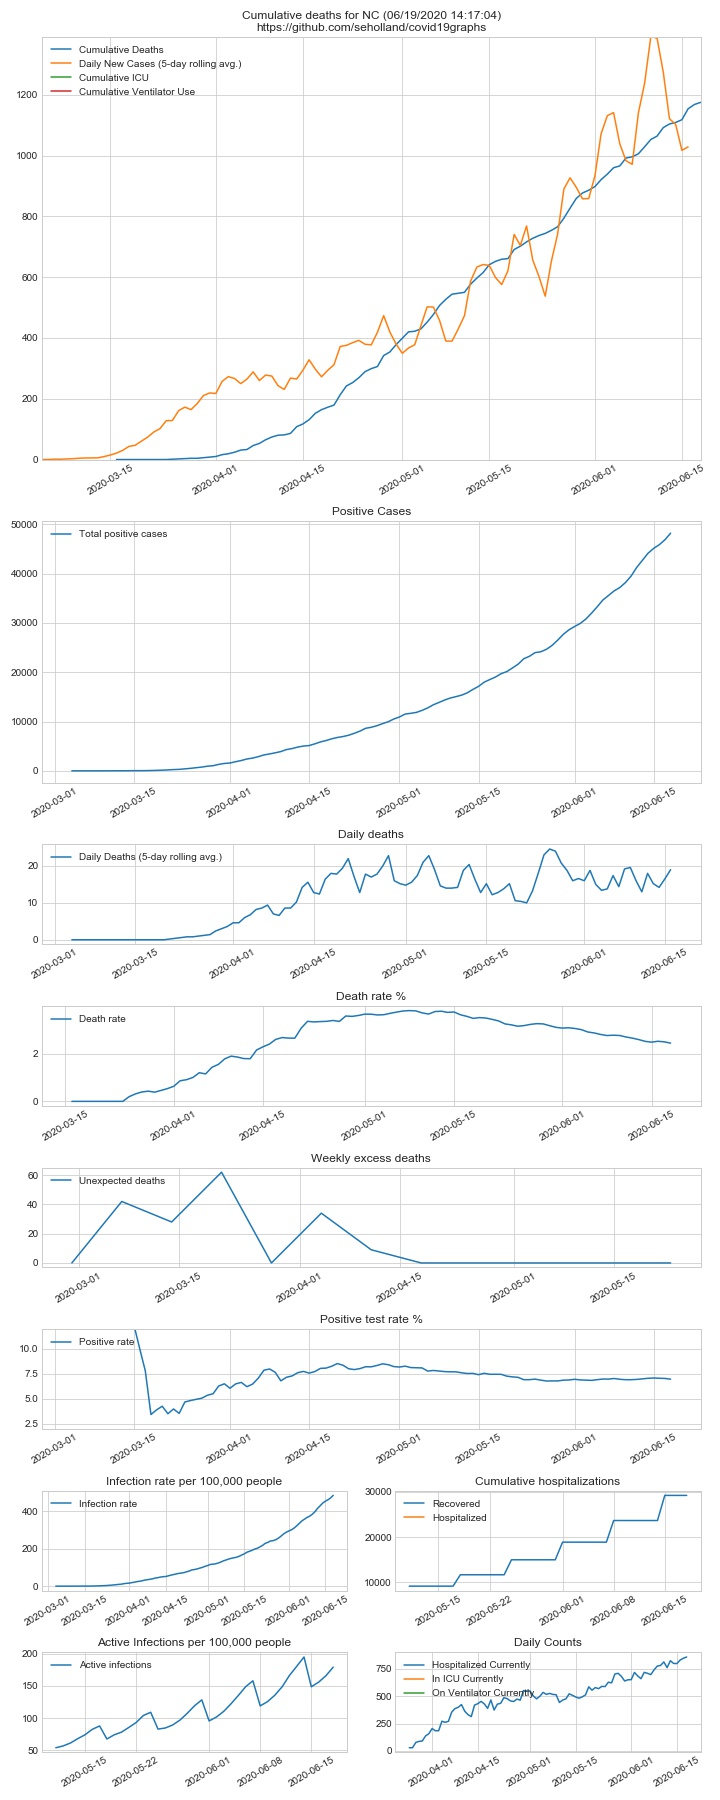 Cumulative deaths for NC (06/19/2020 14:17:04)
https://github.com/seholland/covid19graphs
Cumulative Deaths
Daily New Cases (5-day rolling avg.)
Cumulative ICU
Cumulative Ventilator Use
1200
1000
800
600
400
200
0
2020-03-15 2020-04-01 2020-04-15 2020-05-01 2020-05-15 2020-06-01 2020-06-15
Positive Cases
Total positive cases
50000
40000
30000
20000
10000
0
2020-03-01 2020-03-15 2020-04-01 2020-04-15 2020-05-01 2020-05-15 2020-06-01 2020-06-15
Daily deaths
Daily Deaths (5-day rolling avg.)
20
10
0
2020-03-01 2020-03-15 2020-04-01 2020-04-15 2020-05-01 2020-05-15 2020-06-01 2020-06-15
Death rate %
Death rate
2
0
2020-03-15 2020-04-01 2020-04-15 2020-05-01 2020-05-15 2020-06-01 2020-06-15
Weekly excess deaths
Unexpected deaths
60
40
20
0
2020-03-01 2020-03-15 2020-04-01 2020-04-15 2020-05-01 2020-05-15
Positive test rate %
Positive rate
10.0
7.5
5.0
2.5
2020-03-01 2020-03-15 2020-04-01 2020-04-15 2020-05-01 2020-05-15 2020-06-01 2020-06-15
Infection rate per 100,000 people
Infection rate
400
200
0
2020-03-01 2020-03-15 2020-04-01 2020-04-15 2020-05-01 2020-05-15 2020-06-01 2020-06-15
Cumulative hospitalizations
Recovered
Hospitalized
30000
20000
10000
2020-05-15 2020-05-22 2020-06-01 2020-06-08 2020-06-15
Active Infections per 100,000 people
Active infections
200
150
100
50
2020-05-15 2020-05-22 2020-06-01 2020-06-08 2020-06-15
Daily Counts
Hospitalized Currently
In ICU Currently
On Ventilator Currently
750
500
250
0
2020-04-01 2020-04-15 2020-05-01 2020-05-15 2020-06-01 2020-06-15